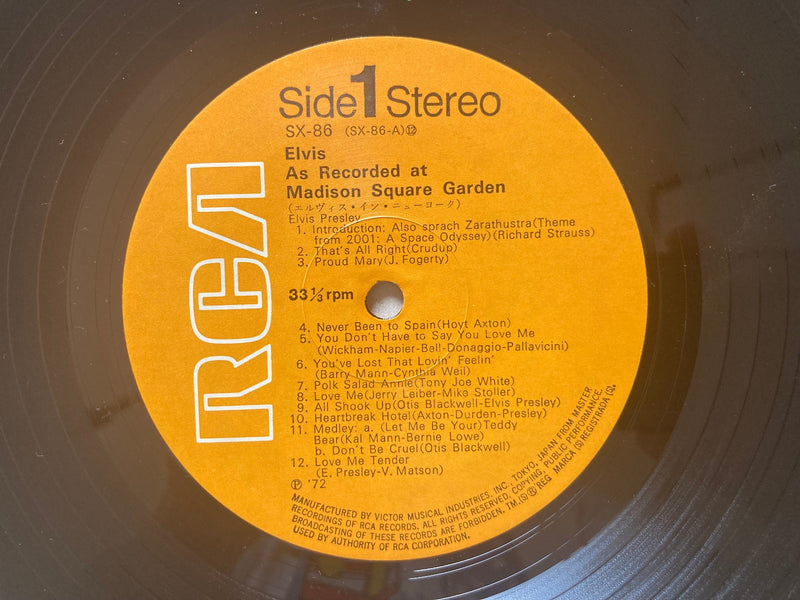 RCA
Side 1 Stereo
SX-86 (SX-86-A)⑫
Elvis
As Recorded at
Madison Square Garden
(エルヴィス・イン・ニューヨーク)
Elvis Presley
1. Introduction: Also sprach Zarathustra(Theme
from 2001: A Space Odyssey)(Richard Strauss)
2. That's All Right(Crudup)
3. Proud Mary(J. Fogerty)
33 1/3 rpm
4. Never Been to Spain(Hoyt Axton)
5. You Don't Have to Say You Love Me
(Wickham-Napier-Bell-Donaggio-Pallavicini)
6. You've Lost That Lovin' Feelin'
(Barry Mann-Cynthia Weil)
7. Polk Salad Annie(Tony Joe White)
8. Love Me(Jerry Leiber-Mike Stoller)
9. All Shook Up(Otis Blackwell-Elvis Presley)
10. Heartbreak Hotel(Axton-Durden-Presley)
11. Medley: a. (Let Me Be Your)Teddy
Bear(Kal Mann-Bernie Lowe)
b. Don't Be Cruel(Otis Blackwell)
12. Love Me Tender
(E. Presley-V. Matson)
Ⓟ '72
MANUFACTURED BY VICTOR MUSICAL INDUSTRIES, INC., TOKYO, JAPAN FROM MASTER
RECORDINGS OF RCA RECORDS. ALL RIGHTS RESERVED, COPYING, PUBLIC PERFORMANCE,
BROADCASTING OF THESE RECORDS ARE FORBIDDEN. TM.(S) Ⓡ REG MARCA (S) REGISTRADA (S).
USED BY AUTHORITY OF RCA CORPORATION.